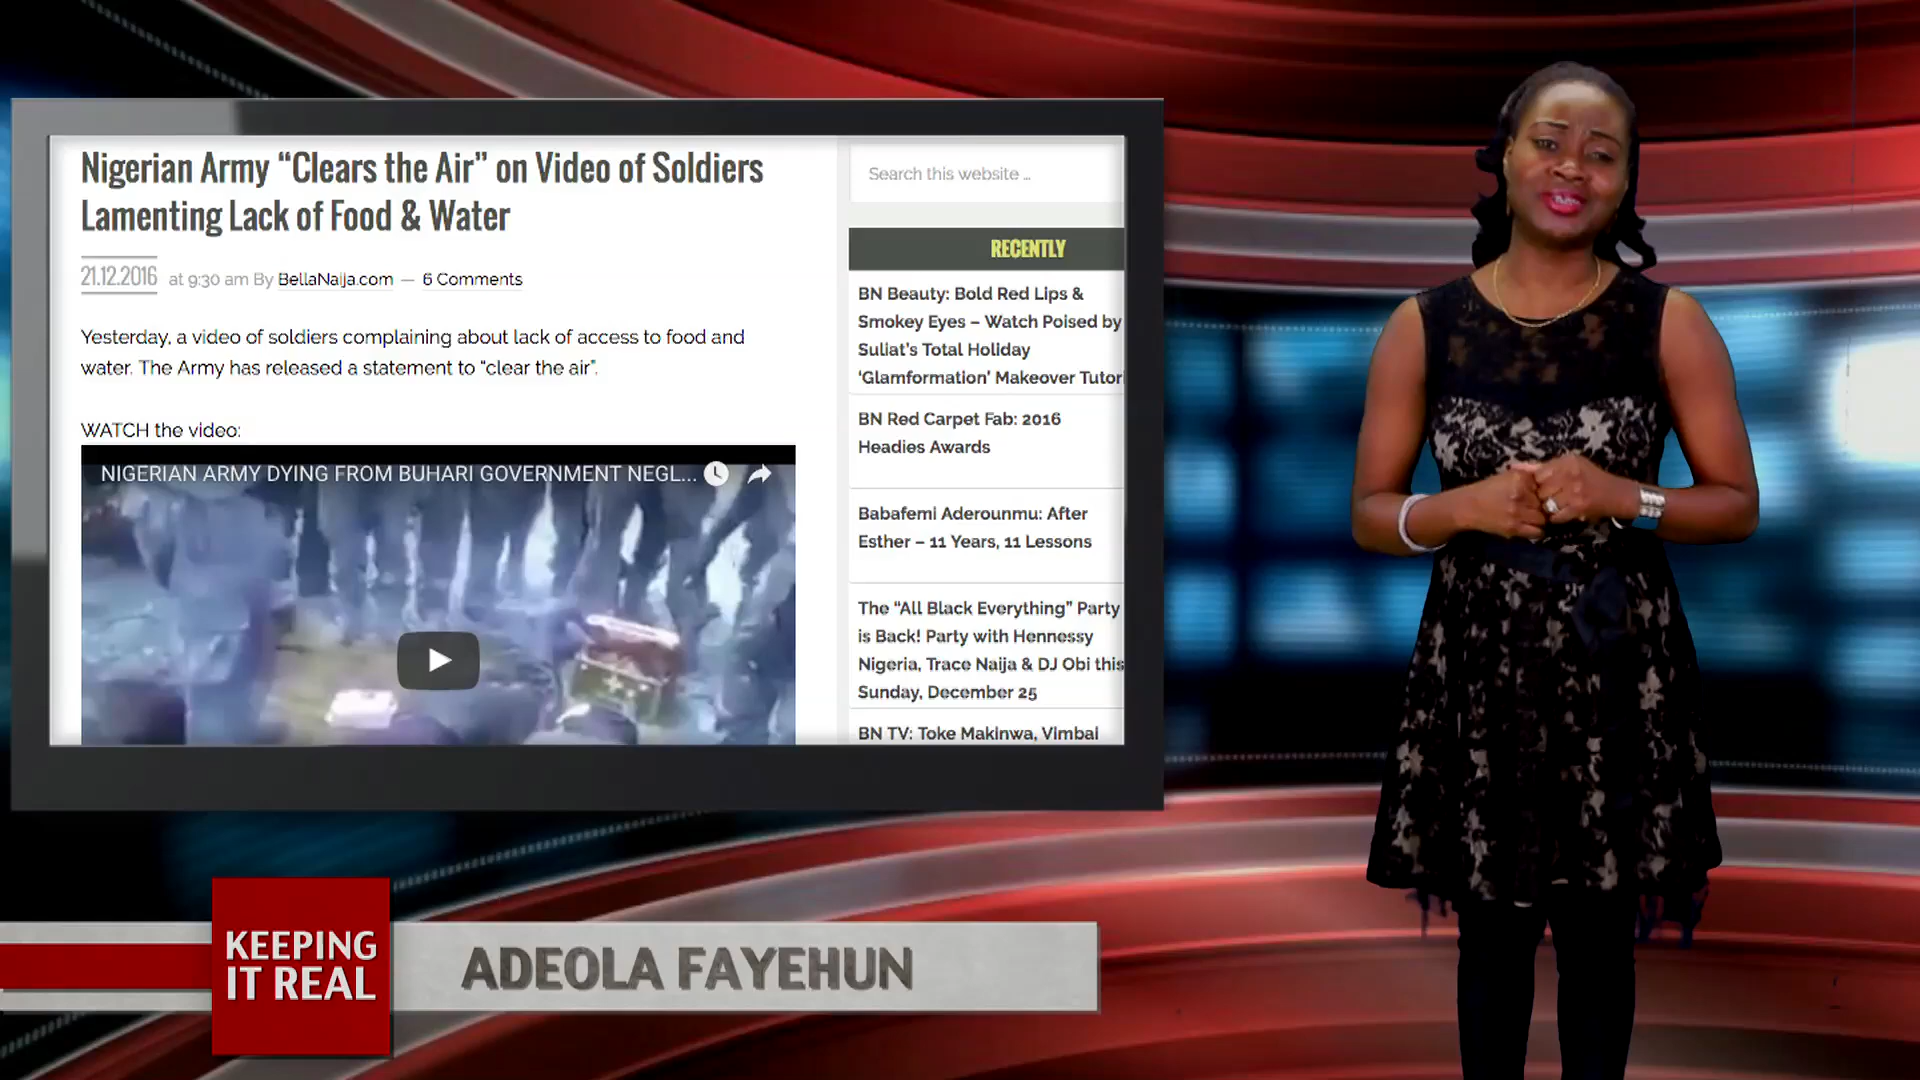 Nigerian Army “Clears the Air” on Video of Soldiers
Lamenting Lack of Food & Water
21.12.2016 at 9:30 am By BellaNaija.com — 6 Comments
Yesterday, a video of soldiers complaining about lack of access to food and
water. The Army has released a statement to “clear the air”.
WATCH the video:
NIGERIAN ARMY DYING FROM BUHARI GOVERNMENT NEGL...
Search this website ...
RECENTLY
BN Beauty: Bold Red Lips &
Smokey Eyes – Watch Poised by
Suliat’s Total Holiday
‘Glamformation’ Makeover Tutor
BN Red Carpet Fab: 2016
Headies Awards
Babafemi Aderounmu: After
Esther – 11 Years, 11 Lessons
The “All Black Everything” Party
is Back! Party with Hennessy
Nigeria, Trace Naija & DJ Obi this
Sunday, December 25
BN TV: Toke Makinwa, Vimbai
KEEPING
IT REAL
ADEOLA FAYEHUN